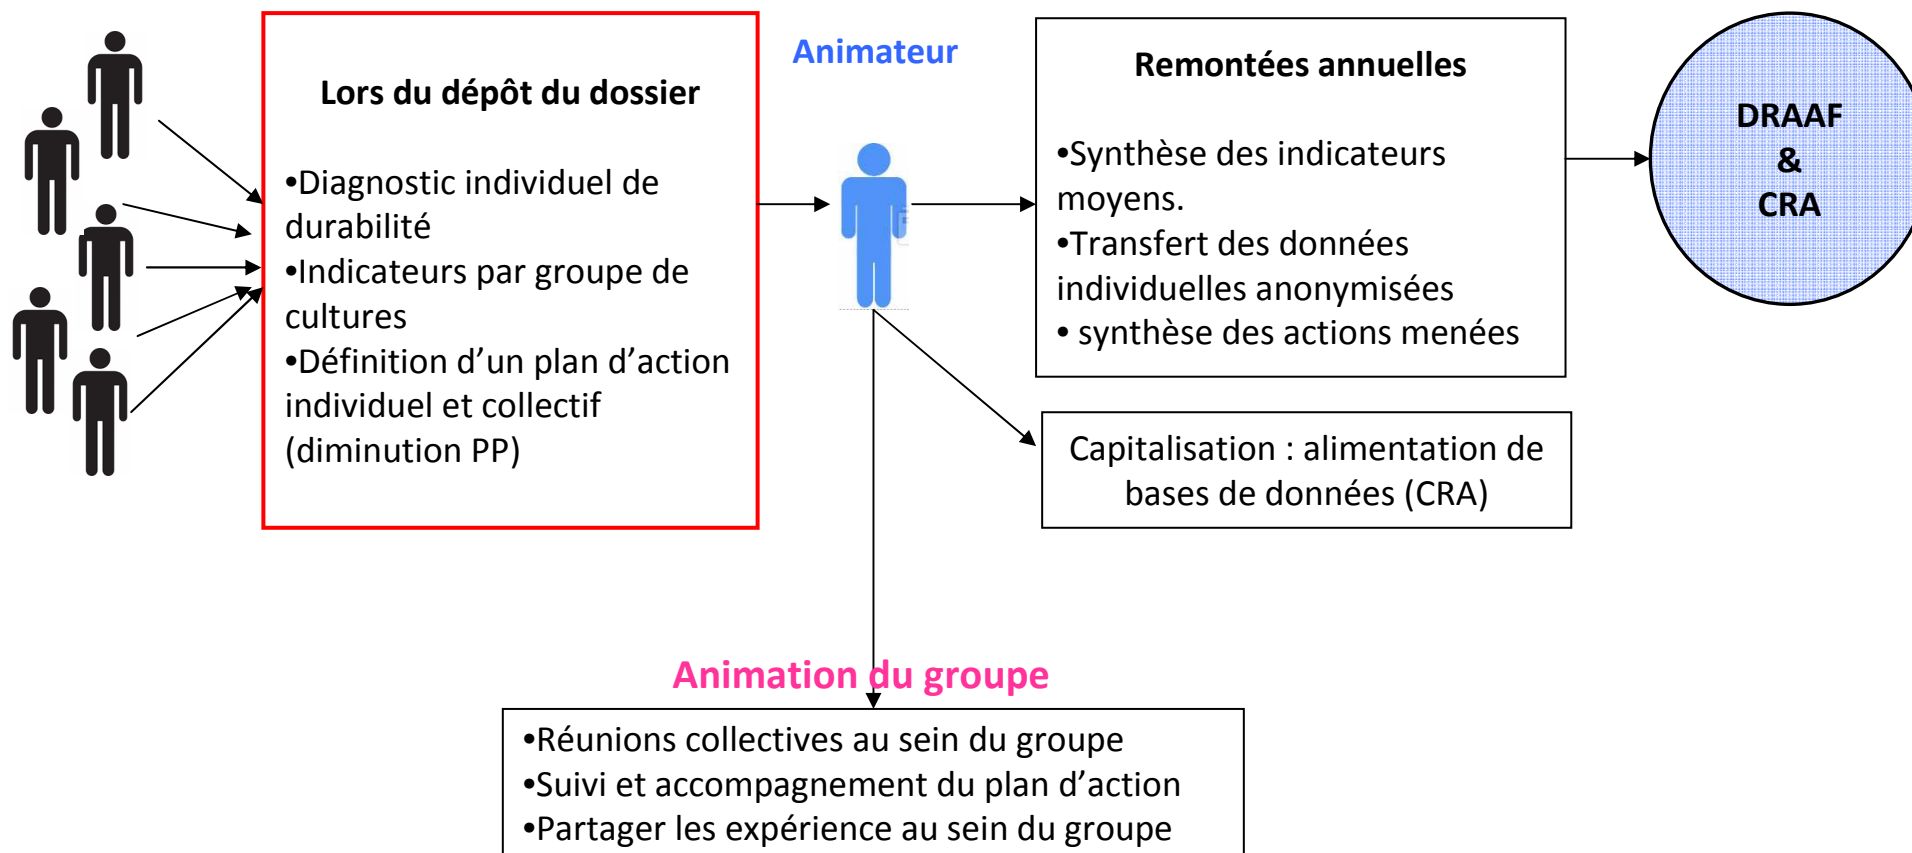 Lors du dépôt du dossier
•Diagnostic individuel de
durabilité
•Indicateurs par groupe de
cultures
•Définition d’un plan d’action
individuel et collectif
(diminution PP)
Animateur
Remontées annuelles
•Synthèse des indicateurs
moyens.
•Transfert des données
individuelles anonymisées
• synthèse des actions menées
DRAAF
&
CRA
Capitalisation : alimentation de
bases de données (CRA)
Animation du groupe
•Réunions collectives au sein du groupe
•Suivi et accompagnement du plan d’action
•Partager les expérience au sein du groupe